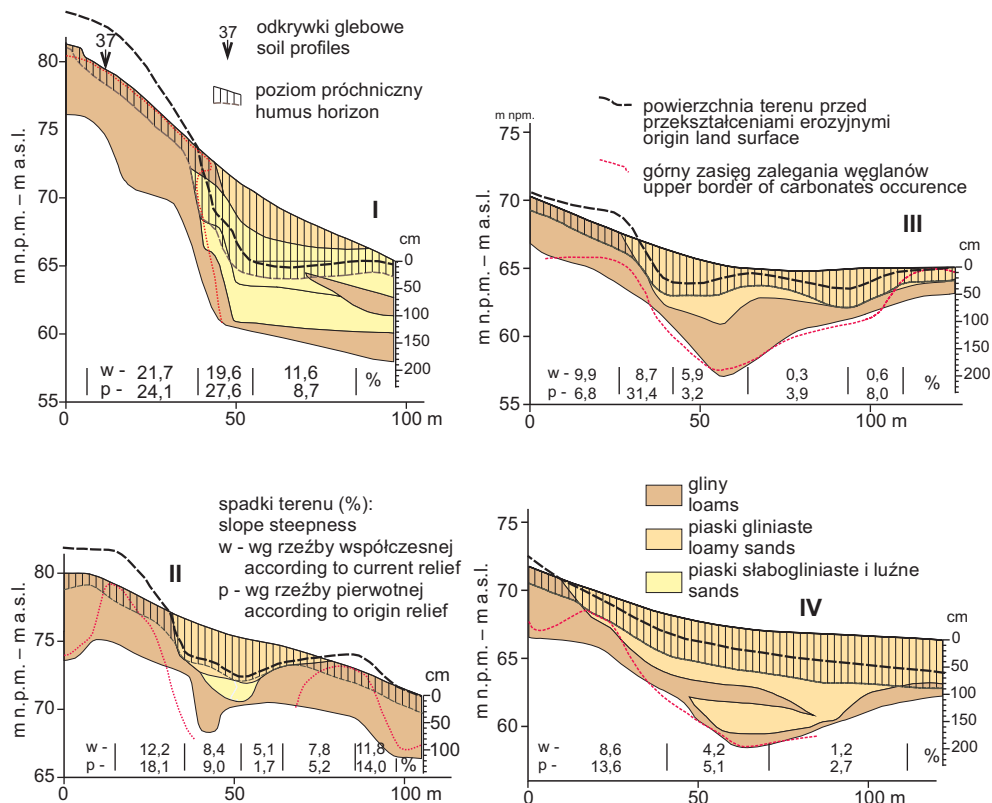 37
odkrywki glebowe
soil profiles
poziom próchniczny
humus horizon
37
80
75
70
65
60
55
m n.p.m. – m a.s.l.
I
cm
0
50
100
150
200
w - 21,7 19,6 11,6 %
p - 24,1 27,6 8,7
0 50 100 m
powierzchnia terenu przed
przekształceniami erozyjnymi
origin land surface
górny zasięg zalegania węglanów
upper border of carbonates occurence
m npm.
75
70
65
60
55
m n.p.m. – m a.s.l.
III
cm
0
50
100
150
200
w - 9,9 8,7 5,9 0,3 0,6 %
p - 6,8 31,4 3,2 3,9 8,0
0 50 100 m
spadki terenu (%):
slope steepness
w - wg rzeźby współczesnej
according to current relief
p - wg rzeźby pierwotnej
according to origin relief
80
75
70
65
m n.p.m. – m a.s.l.
II
cm
0
50
100
w - 12,2 8,4 5,1 7,8 11,8 %
p - 18,1 9,0 1,7 5,2 14,0
0 50 100 m
gliny
loams
piaski gliniaste
loamy sands
piaski słabogliniaste i luźne
sands
75
70
65
60
m n.p.m. – m a.s.l.
IV
cm
0
50
100
150
200
w - 8,6 4,2 1,2 %
p - 13,6 5,1 2,7
0 50 100 m